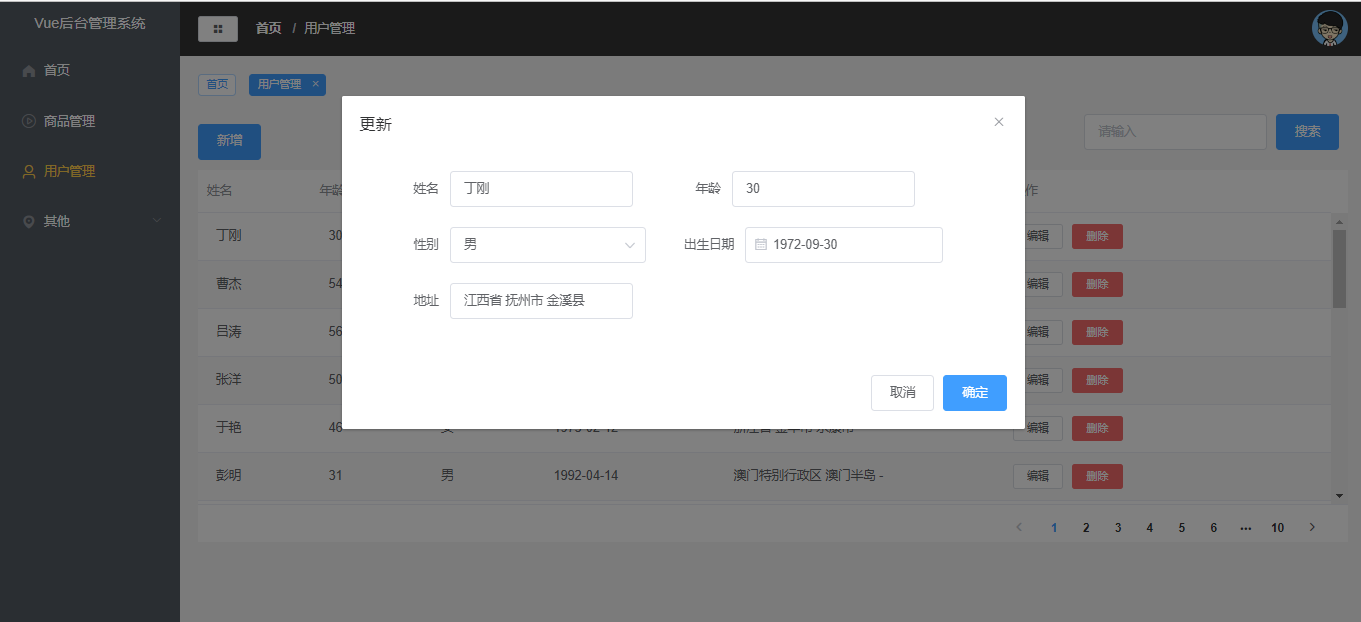 Vue后台管理系统
首页 / 用户管理
首页
商品管理
用户管理
其他
首页 用户管理 ×
新增
请输入 搜索
更新
姓名 丁刚 年龄 30
性别 男 出生日期 1972-09-30
地址 江西省 抚州市 金溪县
取消 确定
姓名 年龄 作
丁刚 30 编辑 删除
曹杰 54 编辑 删除
吕涛 56 编辑 删除
张洋 50 编辑 删除
于艳 46 编辑 删除
彭明 31 男 1992-04-14 澳门特别行政区 澳门半岛 - 编辑 删除
< 1 2 3 4 5 6 ••• 10 >